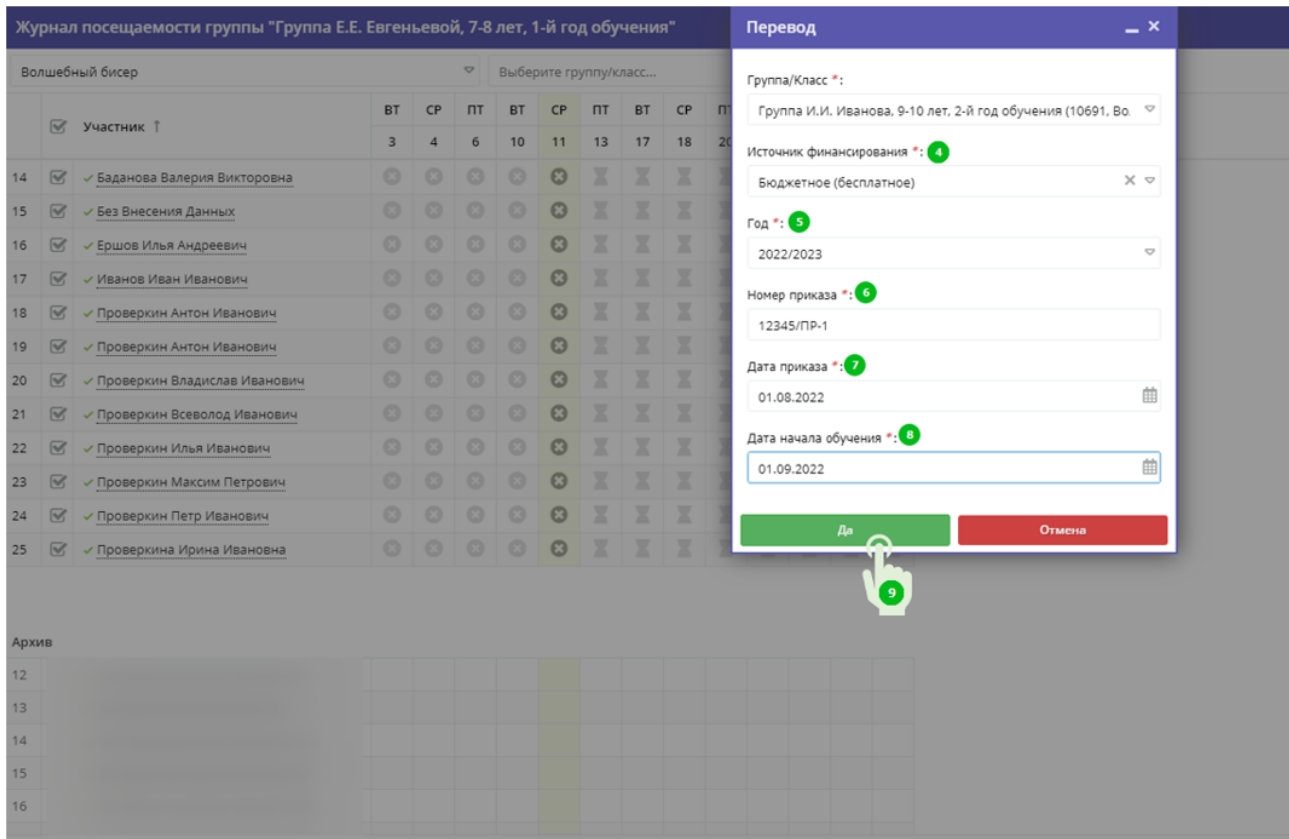 Журнал посещаемости группы "Группа Е.Е. Евгеньевой, 7-8 лет, 1-й год обучения"
Волшебный бисер Выберите группу/класс...
Участник ↑ ВТ СР ПТ ВТ СР ПТ ВТ СР
3 4 6 10 11 13 17 18 20
14 Баданова Валерия Викторовна
15 Без Внесения Данных
16 Ершов Илья Андреевич
17 Иванов Иван Иванович
18 Проверкин Антон Иванович
19 Проверкин Антон Иванович
20 Проверкин Владислав Иванович
21 Проверкин Всеволод Иванович
22 Проверкин Илья Иванович
23 Проверкин Максим Петрович
24 Проверкин Петр Иванович
25 Проверкина Ирина Ивановна
Архив
12
13
14
15
16
Перевод
Группа/Класс *:
Группа И.И. Иванова, 9-10 лет, 2-й год обучения (10691, Во.
Источник финансирования *: 4
Бюджетное (бесплатное)
Год *: 5
2022/2023
Номер приказа *: 6
12345/ПР-1
Дата приказа *: 7
01.08.2022
Дата начала обучения *: 8
01.09.2022
Да Отмена
9